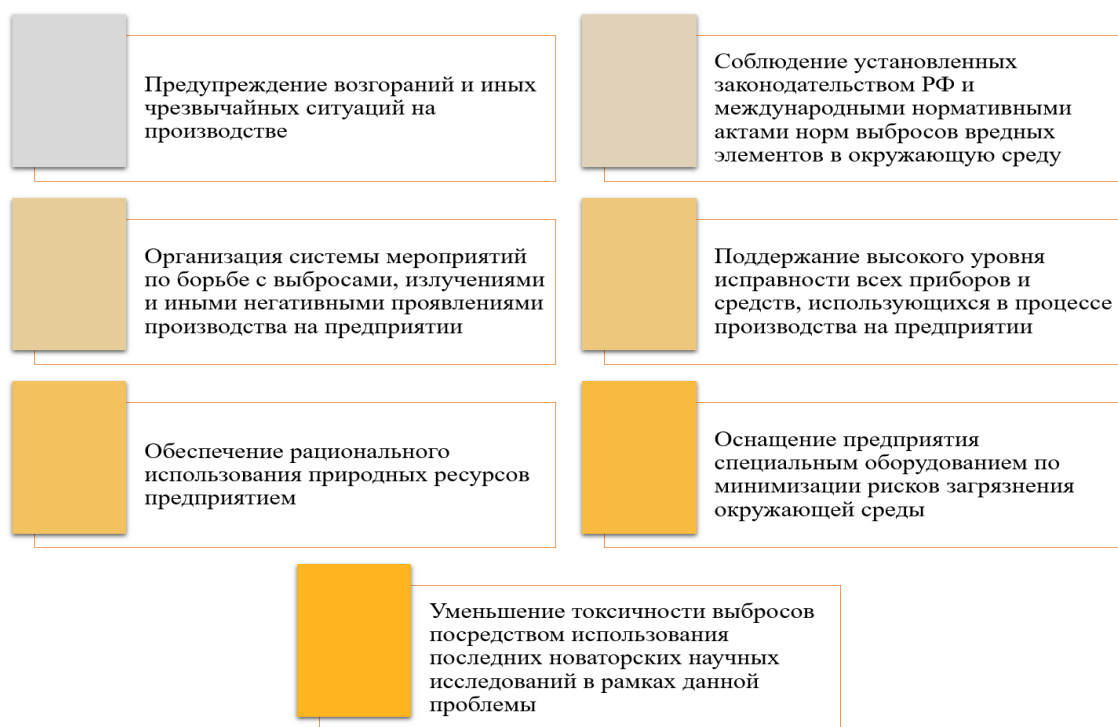 Предупреждение возгораний и иных
чрезвычайных ситуаций на
производстве
Соблюдение установленных
законодательством РФ и
международными нормативными
актами норм выбросов вредных
элементов в окружающую среду
Организация системы мероприятий
по борьбе с выбросами, излучениями
и иными негативными проявлениями
производства на предприятии
Поддержание высокого уровня
исправности всех приборов и
средств, использующихся в процессе
производства на предприятии
Обеспечение рационального
использования природных ресурсов
предприятием
Оснащение предприятия
специальным оборудованием по
минимизации рисков загрязнения
окружающей среды
Уменьшение токсичности выбросов
посредством использования
последних новаторских научных
исследований в рамках данной
проблемы